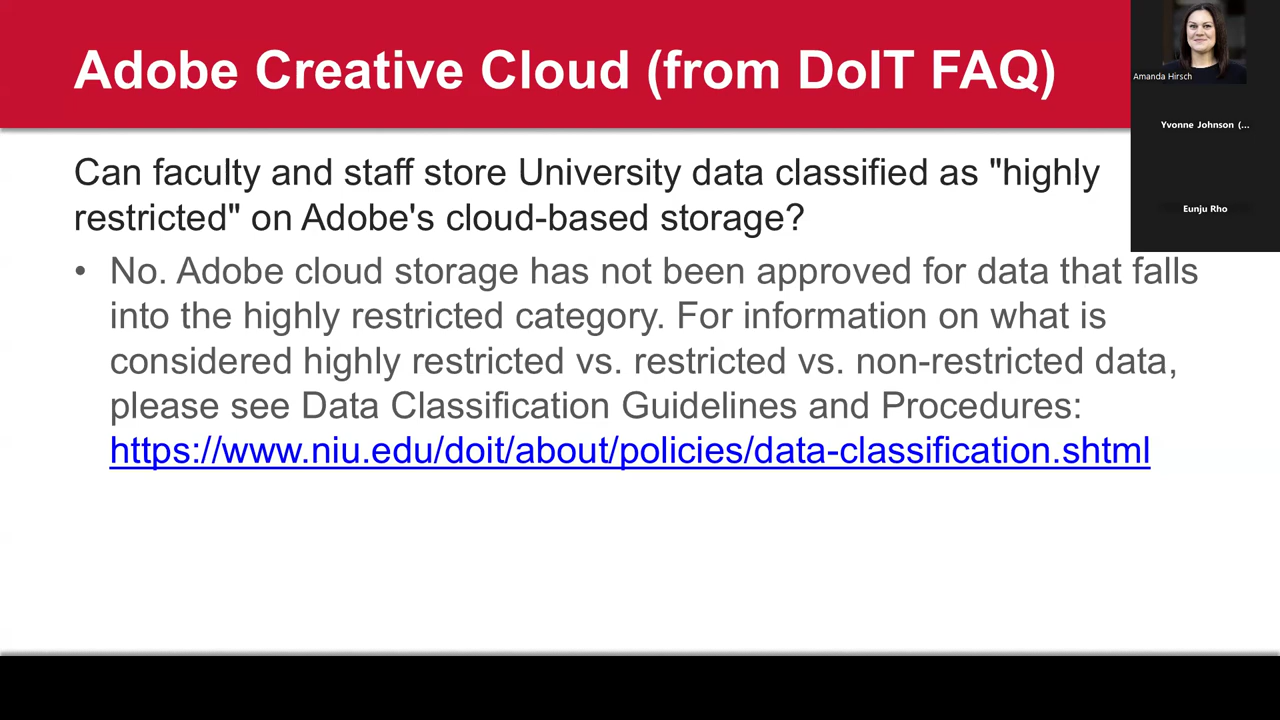 Adobe Creative Cloud (from DoIT FAQ)
Amanda Hirsch
Yvonne Johnson (...
Eunju Rho
Can faculty and staff store University data classified as "highly
restricted" on Adobe's cloud-based storage?
• No. Adobe cloud storage has not been approved for data that falls
into the highly restricted category. For information on what is
considered highly restricted vs. restricted vs. non-restricted data,
please see Data Classification Guidelines and Procedures:
https://www.niu.edu/doit/about/policies/data-classification.shtml